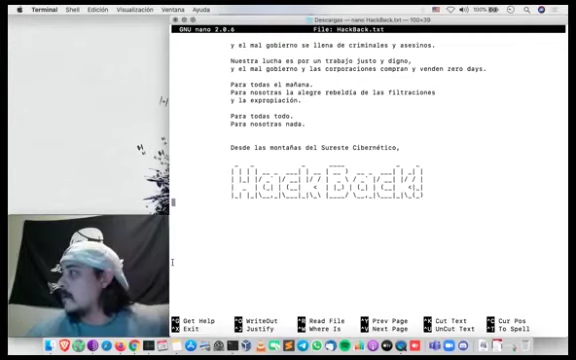 Terminal Shell Edición Visualización Ventana Ayuda
100%
Descargas — nano HackBack.txt — 100×39
GNU nano 2.0.6 File: HackBack.txt
y el mal gobierno se llena de criminales y asesinos.
Nuestra lucha es por un trabajo justo y digno,
y el mal gobierno y las corporaciones compran y venden zero days.
Para todas el mañana.
Para nosotras la alegre rebeldía de las filtraciones
y la expropiación.
Para todas todo.
Para nosotras nada.
Desde las montañas del Sureste Cibernético,
Hack Back
^G Get Help ^O WriteOut ^R Read File ^Y Prev Page ^K Cut Text ^C Cur Pos
^X Exit ^J Justify ^W Where Is ^V Next Page ^U UnCut Text ^T To Spell